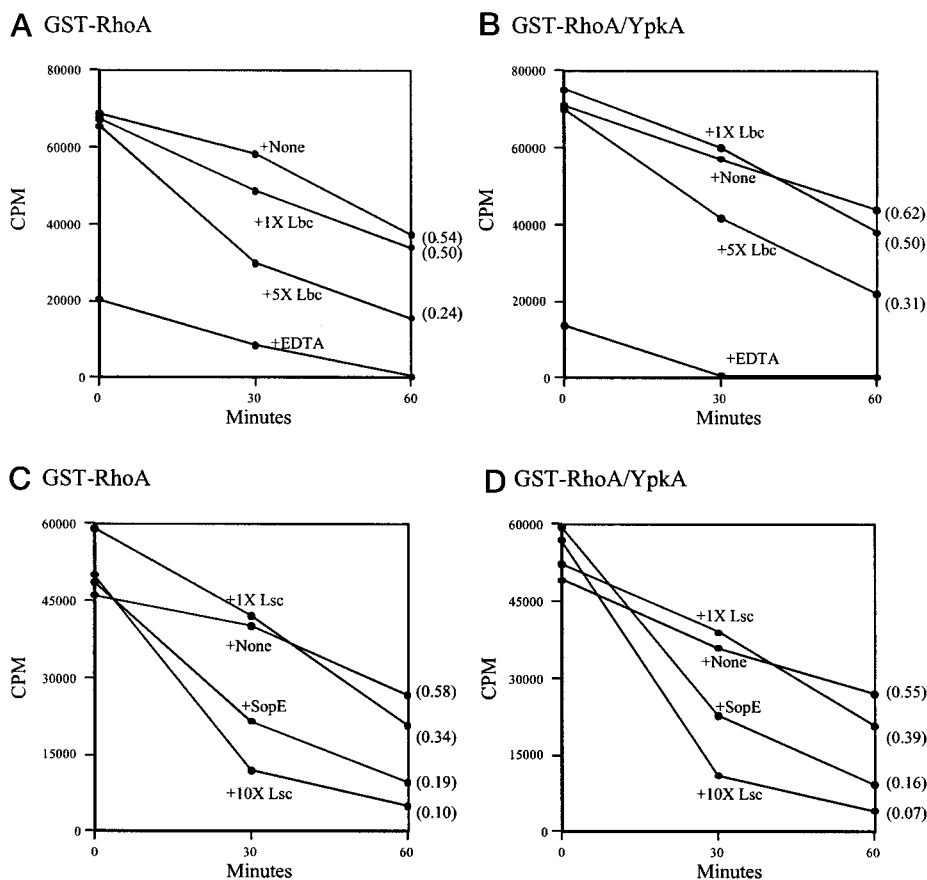 A GST-RhoA
80000
60000
40000
20000
0
CPM
+None
+1X Lbc
+5X Lbc
+EDTA
(0.54)
(0.50)
(0.24)
0 30 60
Minutes
B GST-RhoA/YpkA
80000
60000
40000
20000
0
CPM
+1X Lbc
+None
+5X Lbc
+EDTA
(0.62)
(0.50)
(0.31)
0 30 60
Minutes
C GST-RhoA
60000
45000
30000
15000
0
CPM
+1X Lsc
+None
+SopE
+10X Lsc
(0.58)
(0.34)
(0.19)
(0.10)
0 30 60
Minutes
D GST-RhoA/YpkA
60000
45000
30000
15000
0
CPM
+1X Lsc
+None
+SopE
+10X Lsc
(0.55)
(0.39)
(0.16)
(0.07)
0 30 60
Minutes